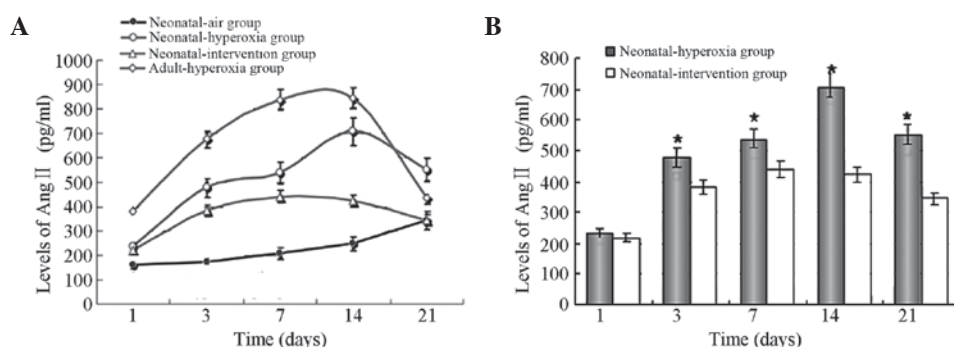 A
Neonatal-air group
Neonatal-hyperoxia group
Neonatal-intervention group
Adult-hyperoxia group
1000
900
800
700
600
500
400
300
200
100
0
Levels of Ang II (pg/ml)
1 3 7 14 21
Time (days)
B
Neonatal-hyperoxia group
Neonatal-intervention group
800
700
600
500
400
300
200
100
0
Levels of Ang II (pg/ml)
* * * *
1 3 7 14 21
Time (days)